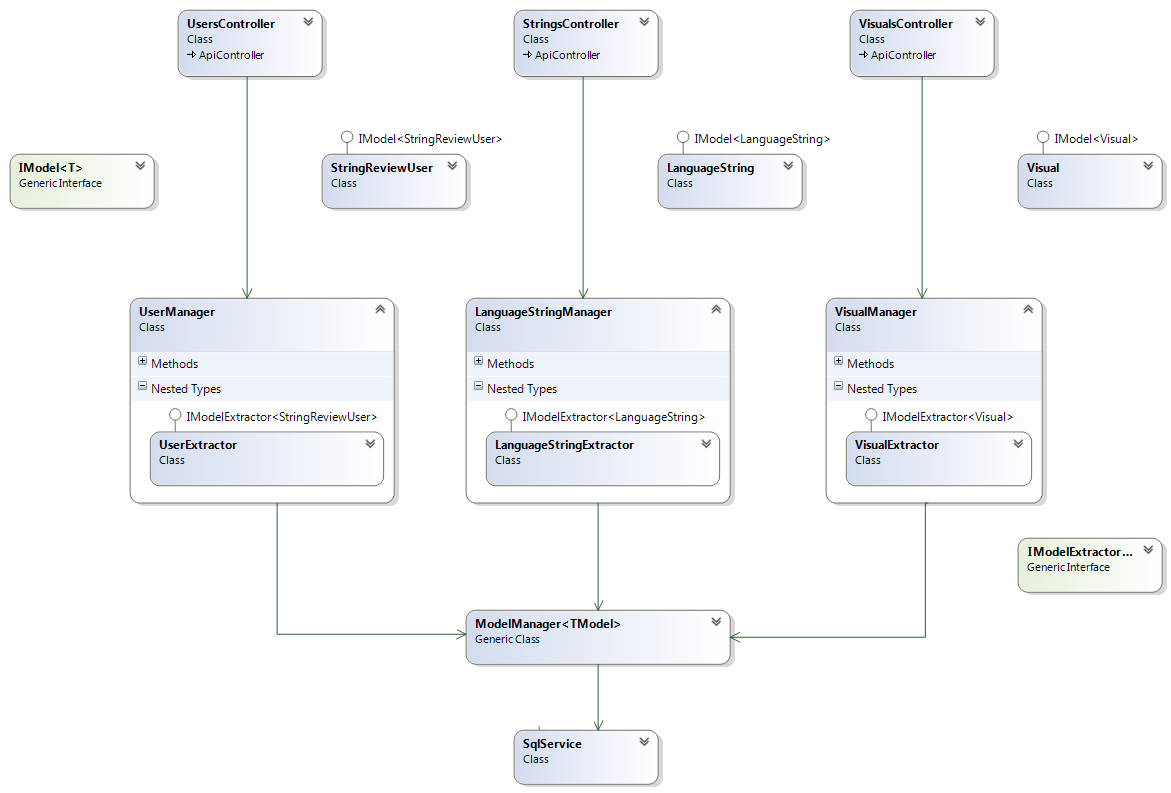 UsersController
Class
ApiController
StringsController
Class
ApiController
VisualsController
Class
ApiController
IModel<T>
Generic Interface
IModel<StringReviewUser>
StringReviewUser
Class
IModel<LanguageString>
LanguageString
Class
IModel<Visual>
Visual
Class
UserManager
Class
Methods
Nested Types
IModelExtractor<StringReviewUser>
UserExtractor
Class
LanguageStringManager
Class
Methods
Nested Types
IModelExtractor<LanguageString>
LanguageStringExtractor
Class
VisualManager
Class
Methods
Nested Types
IModelExtractor<Visual>
VisualExtractor
Class
IModelExtractor...
Generic Interface
ModelManager<TModel>
Generic Class
SqlService
Class